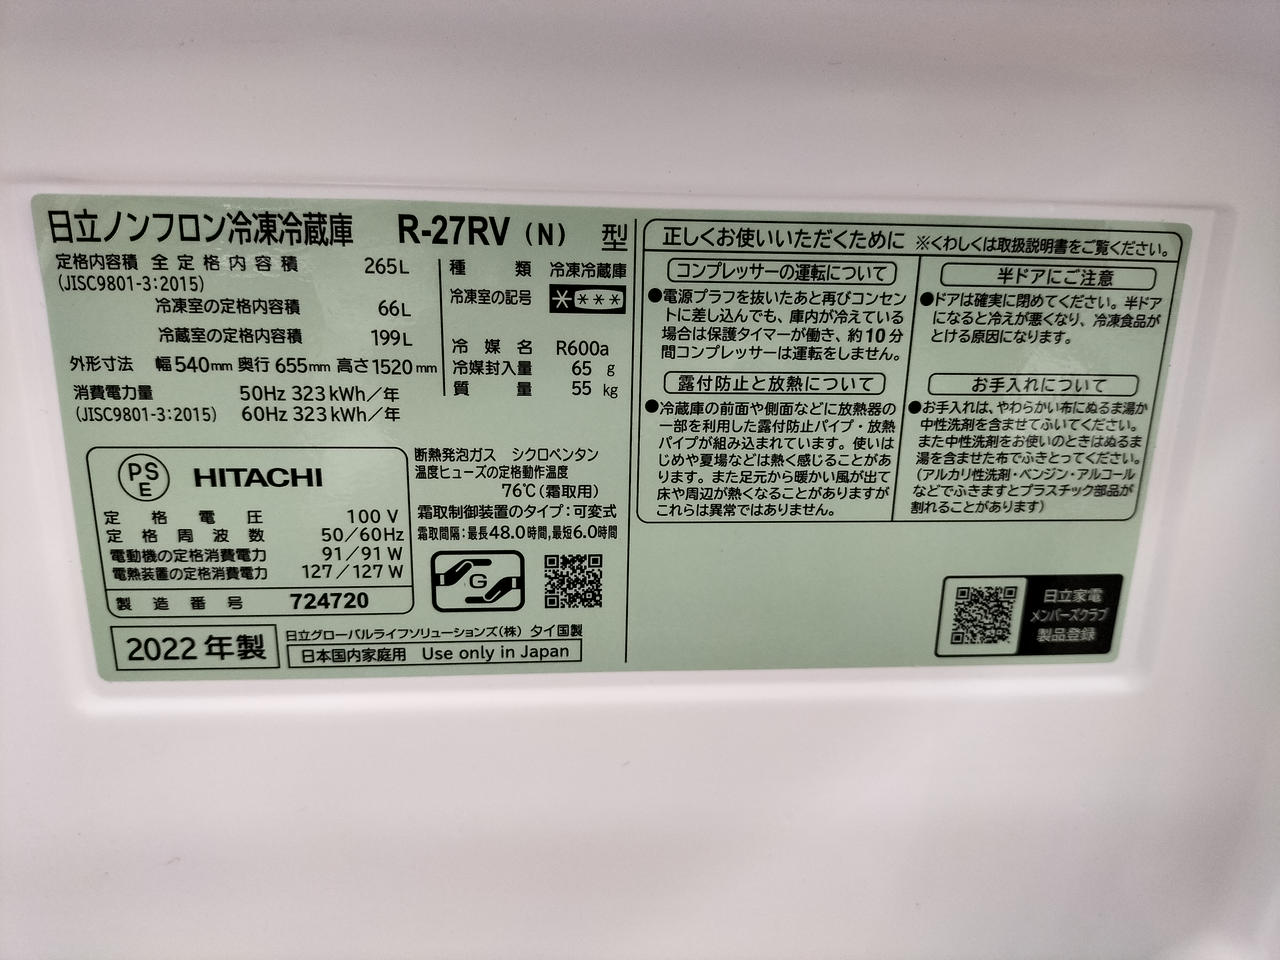 日立ノンフロン冷凍冷蔵庫 R-27RV (N) 型
定格内容積 全定格内容積 265L
(JISC9801-3:2015)
冷凍室の定格内容積 66L
冷蔵室の定格内容積 199L
外形寸法 幅540mm 奥行655mm 高さ1520mm
消費電力量 50Hz 323kWh/年
(JISC9801-3:2015) 60Hz 323kWh/年
種類 冷凍冷蔵庫
冷凍室の記号 ****
冷媒名 R600a
冷媒封入量 65 g
質量 55 kg
PSE HITACHI
定格電圧 100V
定格周波数 50/60Hz
電動機の定格消費電力 91/91W
電熱装置の定格消費電力 127/127W
製造番号 724720
断熱発泡ガス シクロペンタン
温度ヒューズの定格動作温度
76℃(霜取用)
霜取制御装置のタイプ:可変式
霜取間隔:最長48.0時間,最短6.0時間
G
2022年製
日立グローバルライフソリューションズ(株) タイ国製
日本国内家庭用 Use only in Japan
正しくお使いいただくために ※くわしくは取扱説明書をご覧ください。
コンプレッサーの運転について
●電源プラグを抜いたあと再びコンセン
トに差し込んでも、庫内が冷えている
場合は保護タイマーが働き、約10分
間コンプレッサーは運転をしません。
露付防止と放熱について
●冷蔵庫の前面や側面などに放熱器の
一部を利用した露付防止パイプ・放熱
パイプが組み込まれています。使いは
じめや夏場などは熱く感じることがあ
ります。また足元から暖かい風が出て
床や周辺が熱くなることがありますが
これらは異常ではありません。
半ドアにご注意
●ドアは確実に閉めてください。半ドア
になると冷えが悪くなり、冷凍食品が
とける原因になります。
お手入れについて
●お手入れは、やわらかい布にぬるま湯か
中性洗剤を含ませてふいてください。
また中性洗剤をお使いのときはぬるま
湯を含ませた布でふきとってください。
(アルカリ性洗剤・ベンジン・アルコール
などでふきますとプラスチック部品が
割れることがあります)
日立家電
メンバーズクラブ
製品登録